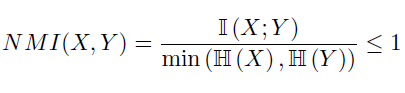 NMI(X,Y) = 𝕀(X;Y) / min(ℍ(X),ℍ(Y)) ≤ 1